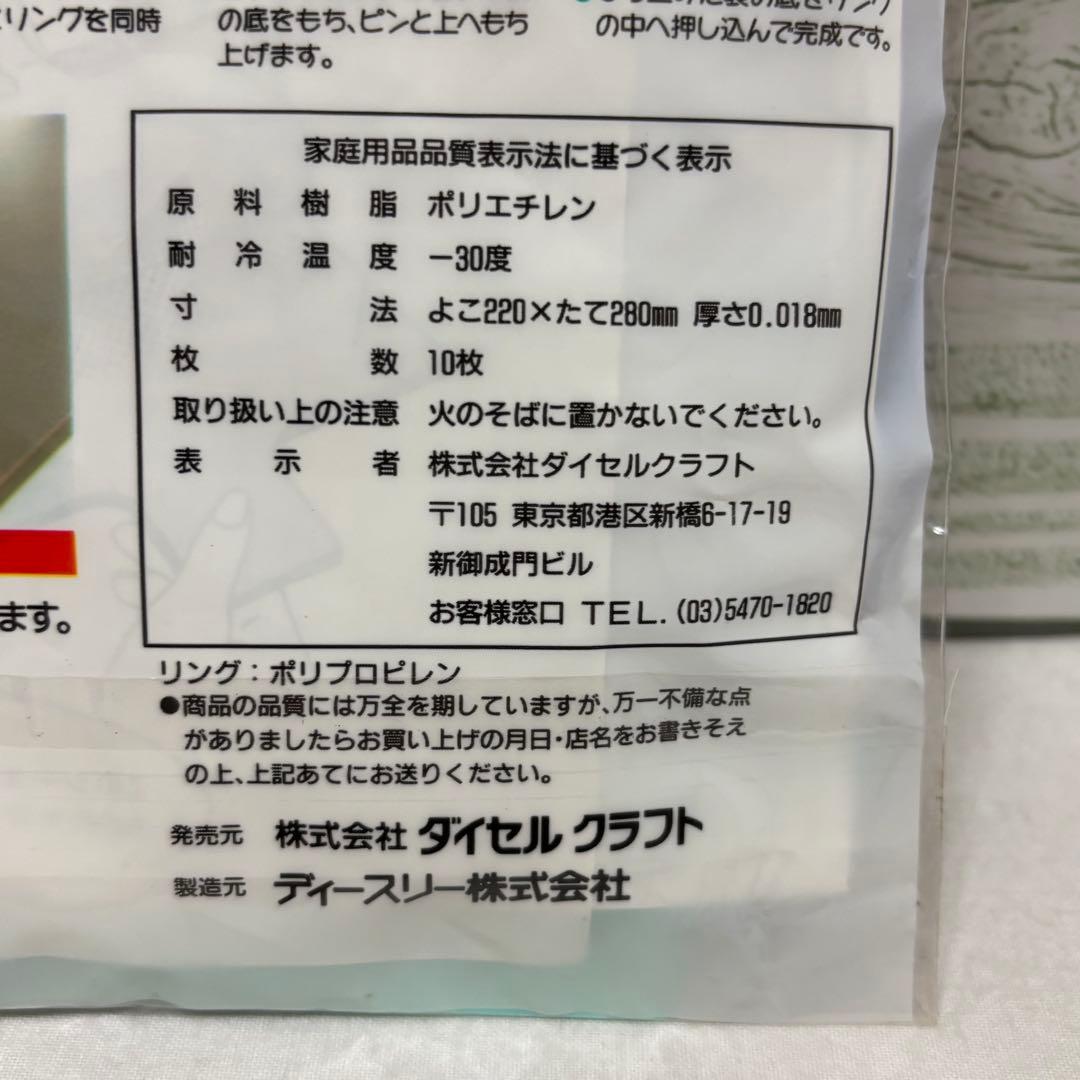 リングを同時
の底をもち、ピンと上へもち
上げます。
の中へ押し込んで完成です。
家庭用品品質表示法に基づく表示
原料樹脂 ポリエチレン
耐冷温度 －30度
寸法 よこ220×たて280㎜ 厚さ0.018㎜
枚数 10枚
取り扱い上の注意 火のそばに置かないでください。
表示者 株式会社ダイセルクラフト
〒105 東京都港区新橋6-17-19
新御成門ビル
お客様窓口 TEL.(03)5470-1820
ます。
リング：ポリプロピレン
●商品の品質には万全を期していますが、万一不備な点
がありましたらお買い上げの月日・店名をお書きそえ
の上、上記あてにお送りください。
発売元 株式会社 ダイセル クラフト
製造元 ディースリー株式会社